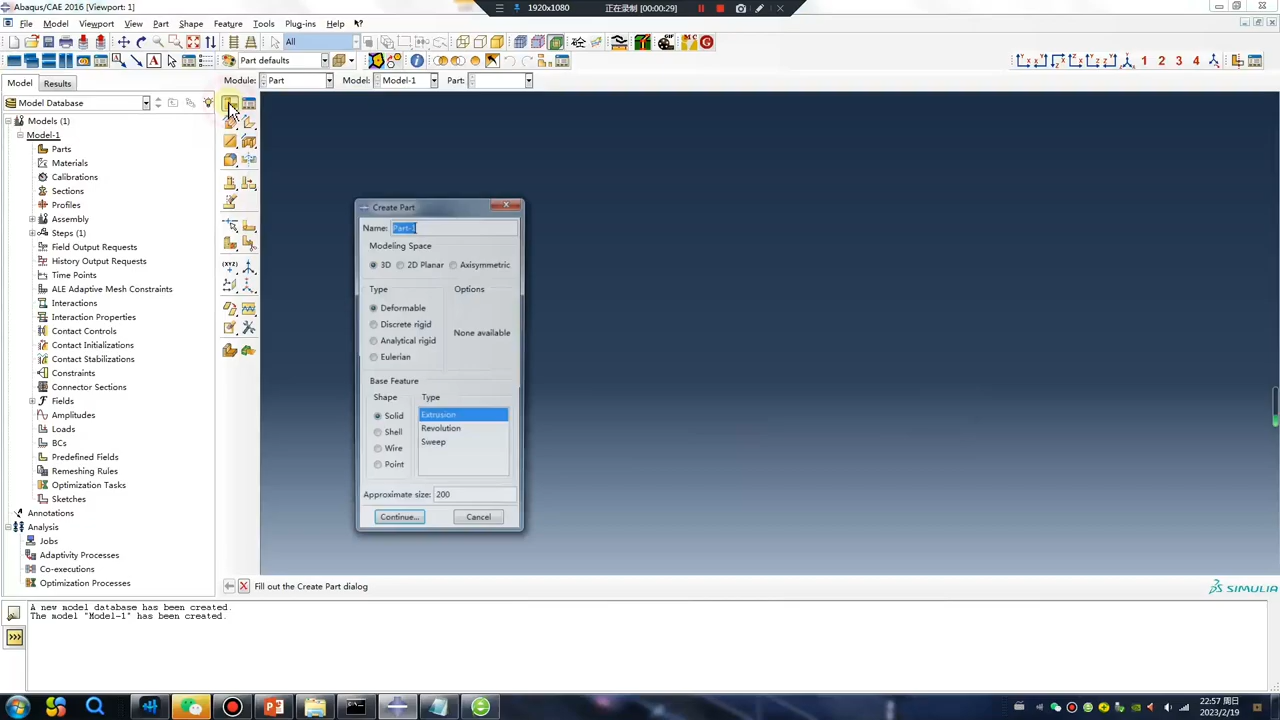 Abaqus/CAE 2016 [Viewport: 1]
1920x1080
正在录制 [00:00:29]
File Model Viewport View Part Shape Feature Tools Plug-ins Help
All
Part defaults
1 2 3 4
Model Results
Module: Part Model: Model-1 Part:
Model Database
Models (1)
Model-1
Parts
Materials
Calibrations
Sections
Profiles
Assembly
Steps (1)
Field Output Requests
History Output Requests
Time Points
ALE Adaptive Mesh Constraints
Interactions
Interaction Properties
Contact Controls
Contact Initializations
Contact Stabilizations
Constraints
Connector Sections
Fields
Amplitudes
Loads
BCs
Predefined Fields
Remeshing Rules
Optimization Tasks
Sketches
Annotations
Analysis
Jobs
Adaptivity Processes
Co-executions
Optimization Processes
(XYZ)
Create Part
Name: Part-1
Modeling Space
3D 2D Planar Axisymmetric
Type Options
Deformable
Discrete rigid
Analytical rigid
Eulerian
None available
Base Feature
Shape Type
Solid
Shell
Wire
Point
Extrusion
Revolution
Sweep
Approximate size: 200
Continue... Cancel
Fill out the Create Part dialog
SIMULIA
A new model database has been created.
The model "Model-1" has been created.
>>>
22:57 周日
2023/2/19